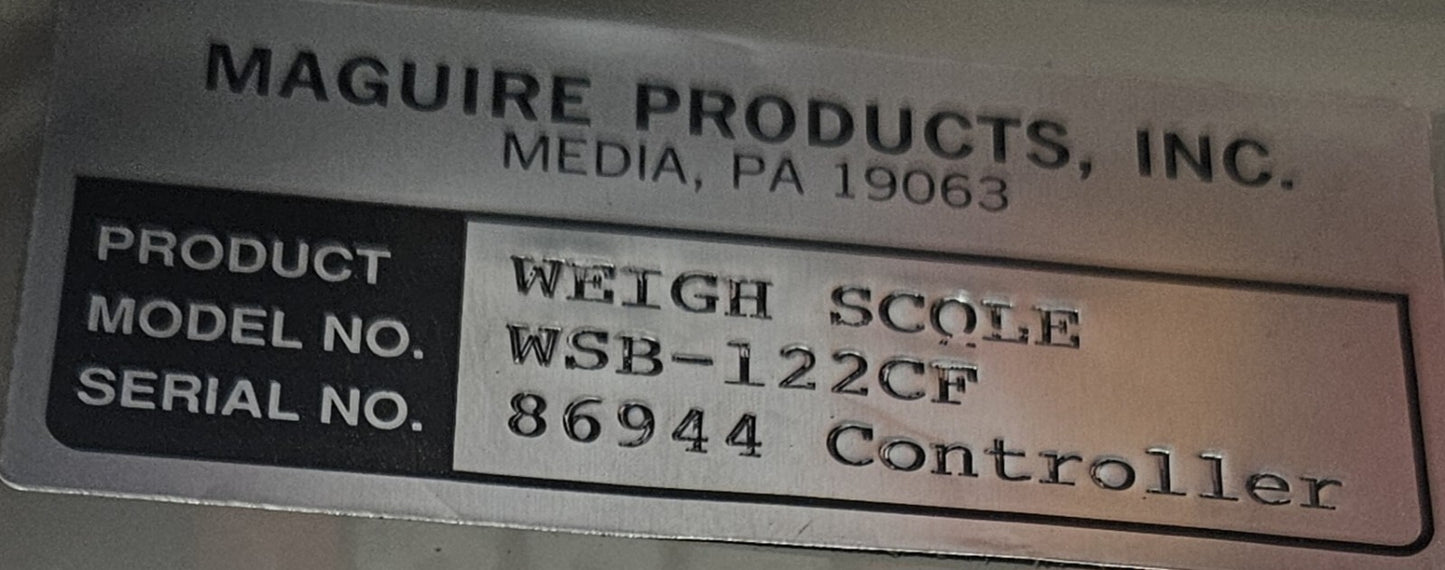 MAGUIRE PRODUCTS, INC.
MEDIA, PA 19063
PRODUCT WEIGH SCOLE
MODEL NO. WSB-122CF
SERIAL NO. 86944 Controller